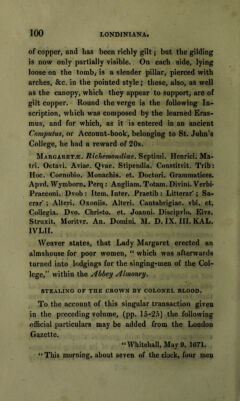 100 LONDINIANA.
of copper, and has been richly gilt; but the gilding
is now only partially visible. On each side, lying
loose on the tomb, is a slender pillar, pierced with
arches, &c. in the pointed style; these, also, as well
as the canopy, which they appear to support, are of
gilt copper. Round the verge is the following In-
scription, which was composed by the learned Eras-
mus, and for which, as it is entered in an ancient
Computus, or Account-book, belonging to St. John's
College, he had a reward of 20s.
MARGARETÆ. Richemondiae. Septimi. Henrici. Ma-
tri. Octavi. Aviae. Qvae. Stipendia. Constitvit. Trib:
Hoc. Coenobio. Monachis. et. Doctori. Grammatices.
Apvd. Wymborn. Perq: Angliam. Totam. Divini. Verbi·
Praeconi. Dvob: Item. Inter. Praetib: Litterar': Sa-
crar': Alteri. Oxoniis. Alteri. Cantabrigiae. vbi. et.
Collegia. Dvo. Christo. et. Joanni. Discipvlo. Eivs.
Struxit. Moritvr. An. Domini. M. D. IX. III. KAL.
IVLII.
Weaver states, that Lady Margaret erected an
almshouse for poor women, “ which was afterwards
turned into lodgings for the singing-men of the Col-
lege,” within the Abbey Almonry.
STEALING OF THE CROWN BY COLONEL BLOOD.
To the account of this singular transaction given
in the preceding volume, (pp. 15-25) the following
official particulars may be added from the London
Gazette.
“ Whitehall, May 9, 1671.
“ This morning, about seven of the clock, four men